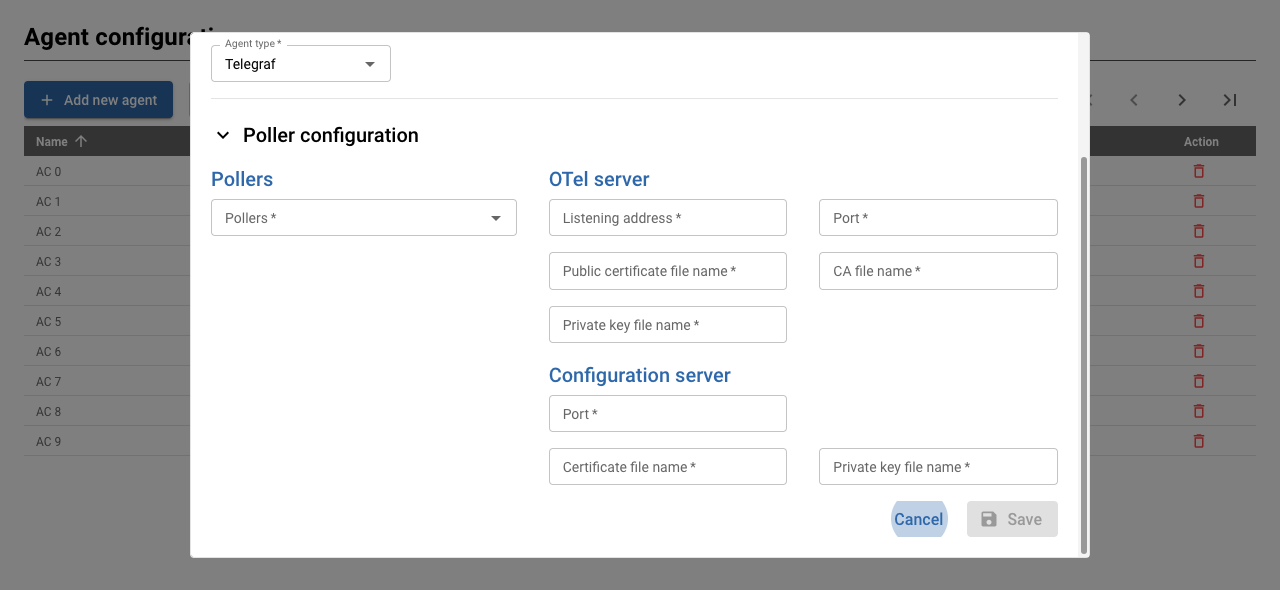 Agent configurati
Agent type *
Telegraf
Add new agent
Name
Action
Poller configuration
AC 0
AC 1
AC 2
AC 3
AC 4
AC 5
AC 6
AC 7
AC 8
AC 9
Pollers
Pollers *
OTel server
Listening address *
Port *
Public certificate file name *
CA file name *
Private key file name *
Configuration server
Port *
Certificate file name *
Private key file name *
Cancel
Save